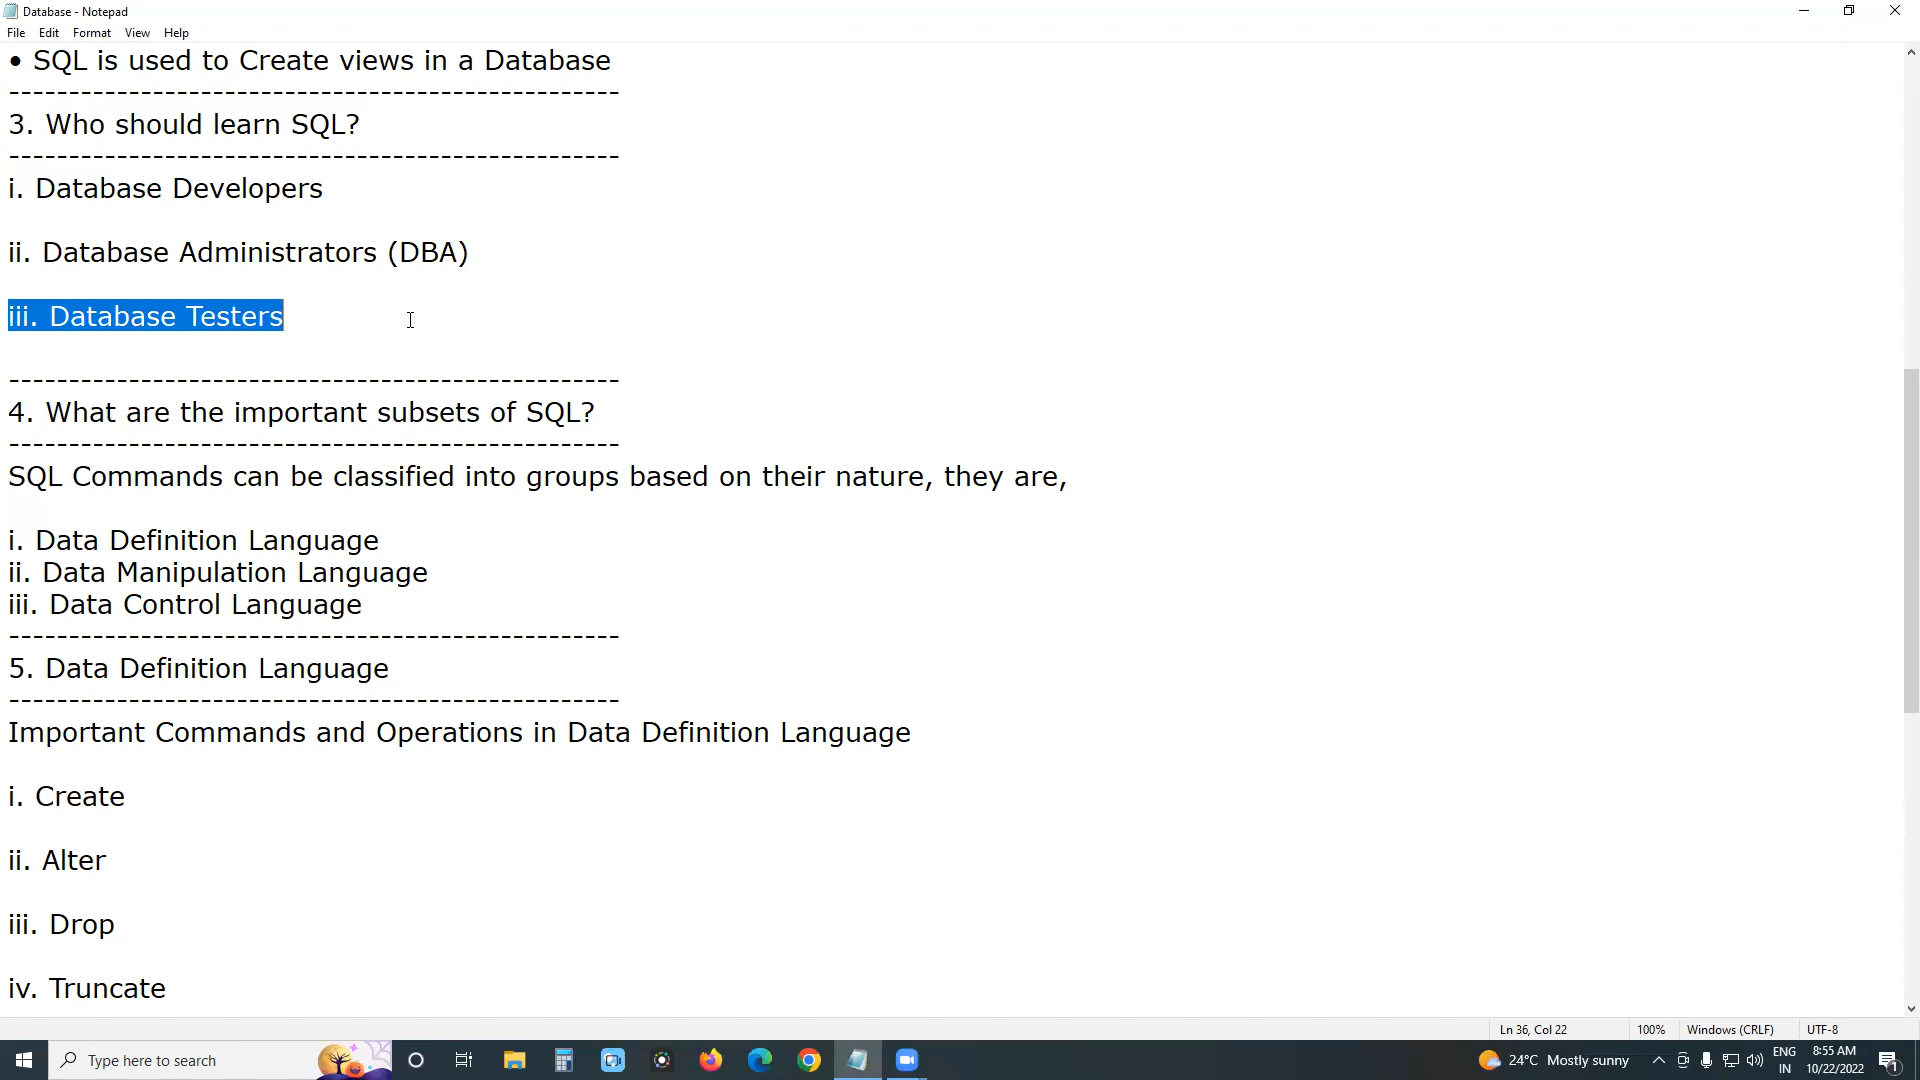 Database - Notepad
File Edit Format View Help
• SQL is used to Create views in a Database
---------------------------------------------------
3. Who should learn SQL?
---------------------------------------------------
i. Database Developers
ii. Database Administrators (DBA)
iii. Database Testers
---------------------------------------------------
4. What are the important subsets of SQL?
---------------------------------------------------
SQL Commands can be classified into groups based on their nature, they are,
i. Data Definition Language
ii. Data Manipulation Language
iii. Data Control Language
---------------------------------------------------
5. Data Definition Language
---------------------------------------------------
Important Commands and Operations in Data Definition Language
i. Create
ii. Alter
iii. Drop
iv. Truncate
Ln 36, Col 22 100% Windows (CRLF) UTF-8
Type here to search
24°C Mostly sunny
ENG
IN
8:55 AM
10/22/2022
1